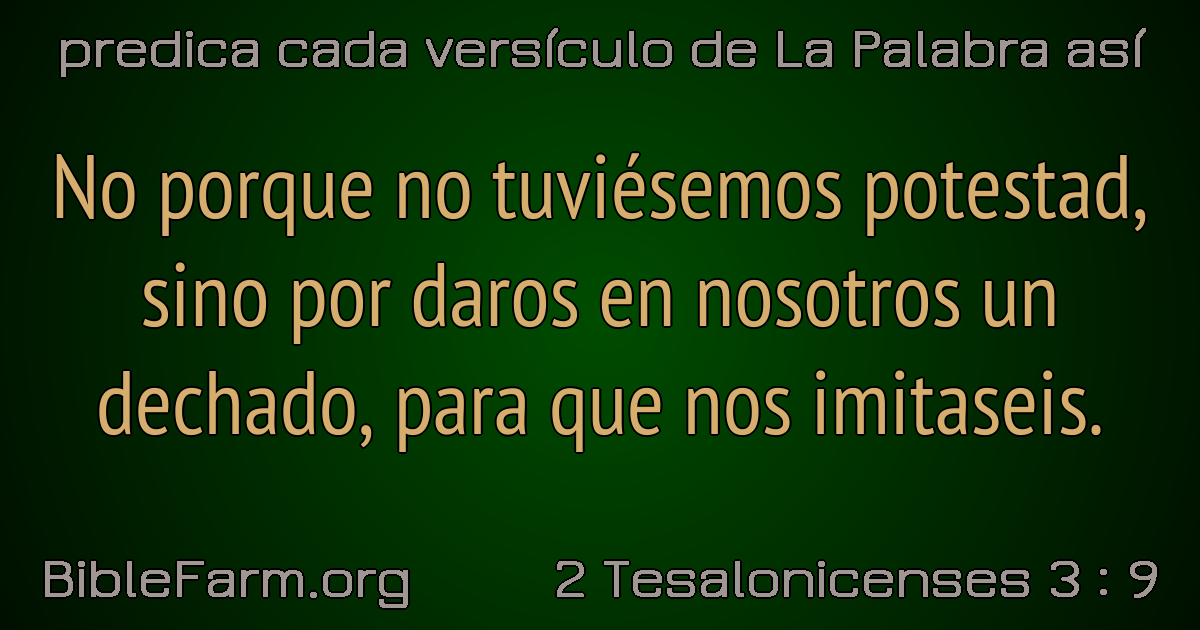 predica cada versículo de La Palabra así
No porque no tuviésemos potestad,
sino por daros en nosotros un
dechado, para que nos imitaseis.
BibleFarm.org
2 Tesalonicenses 3 : 9